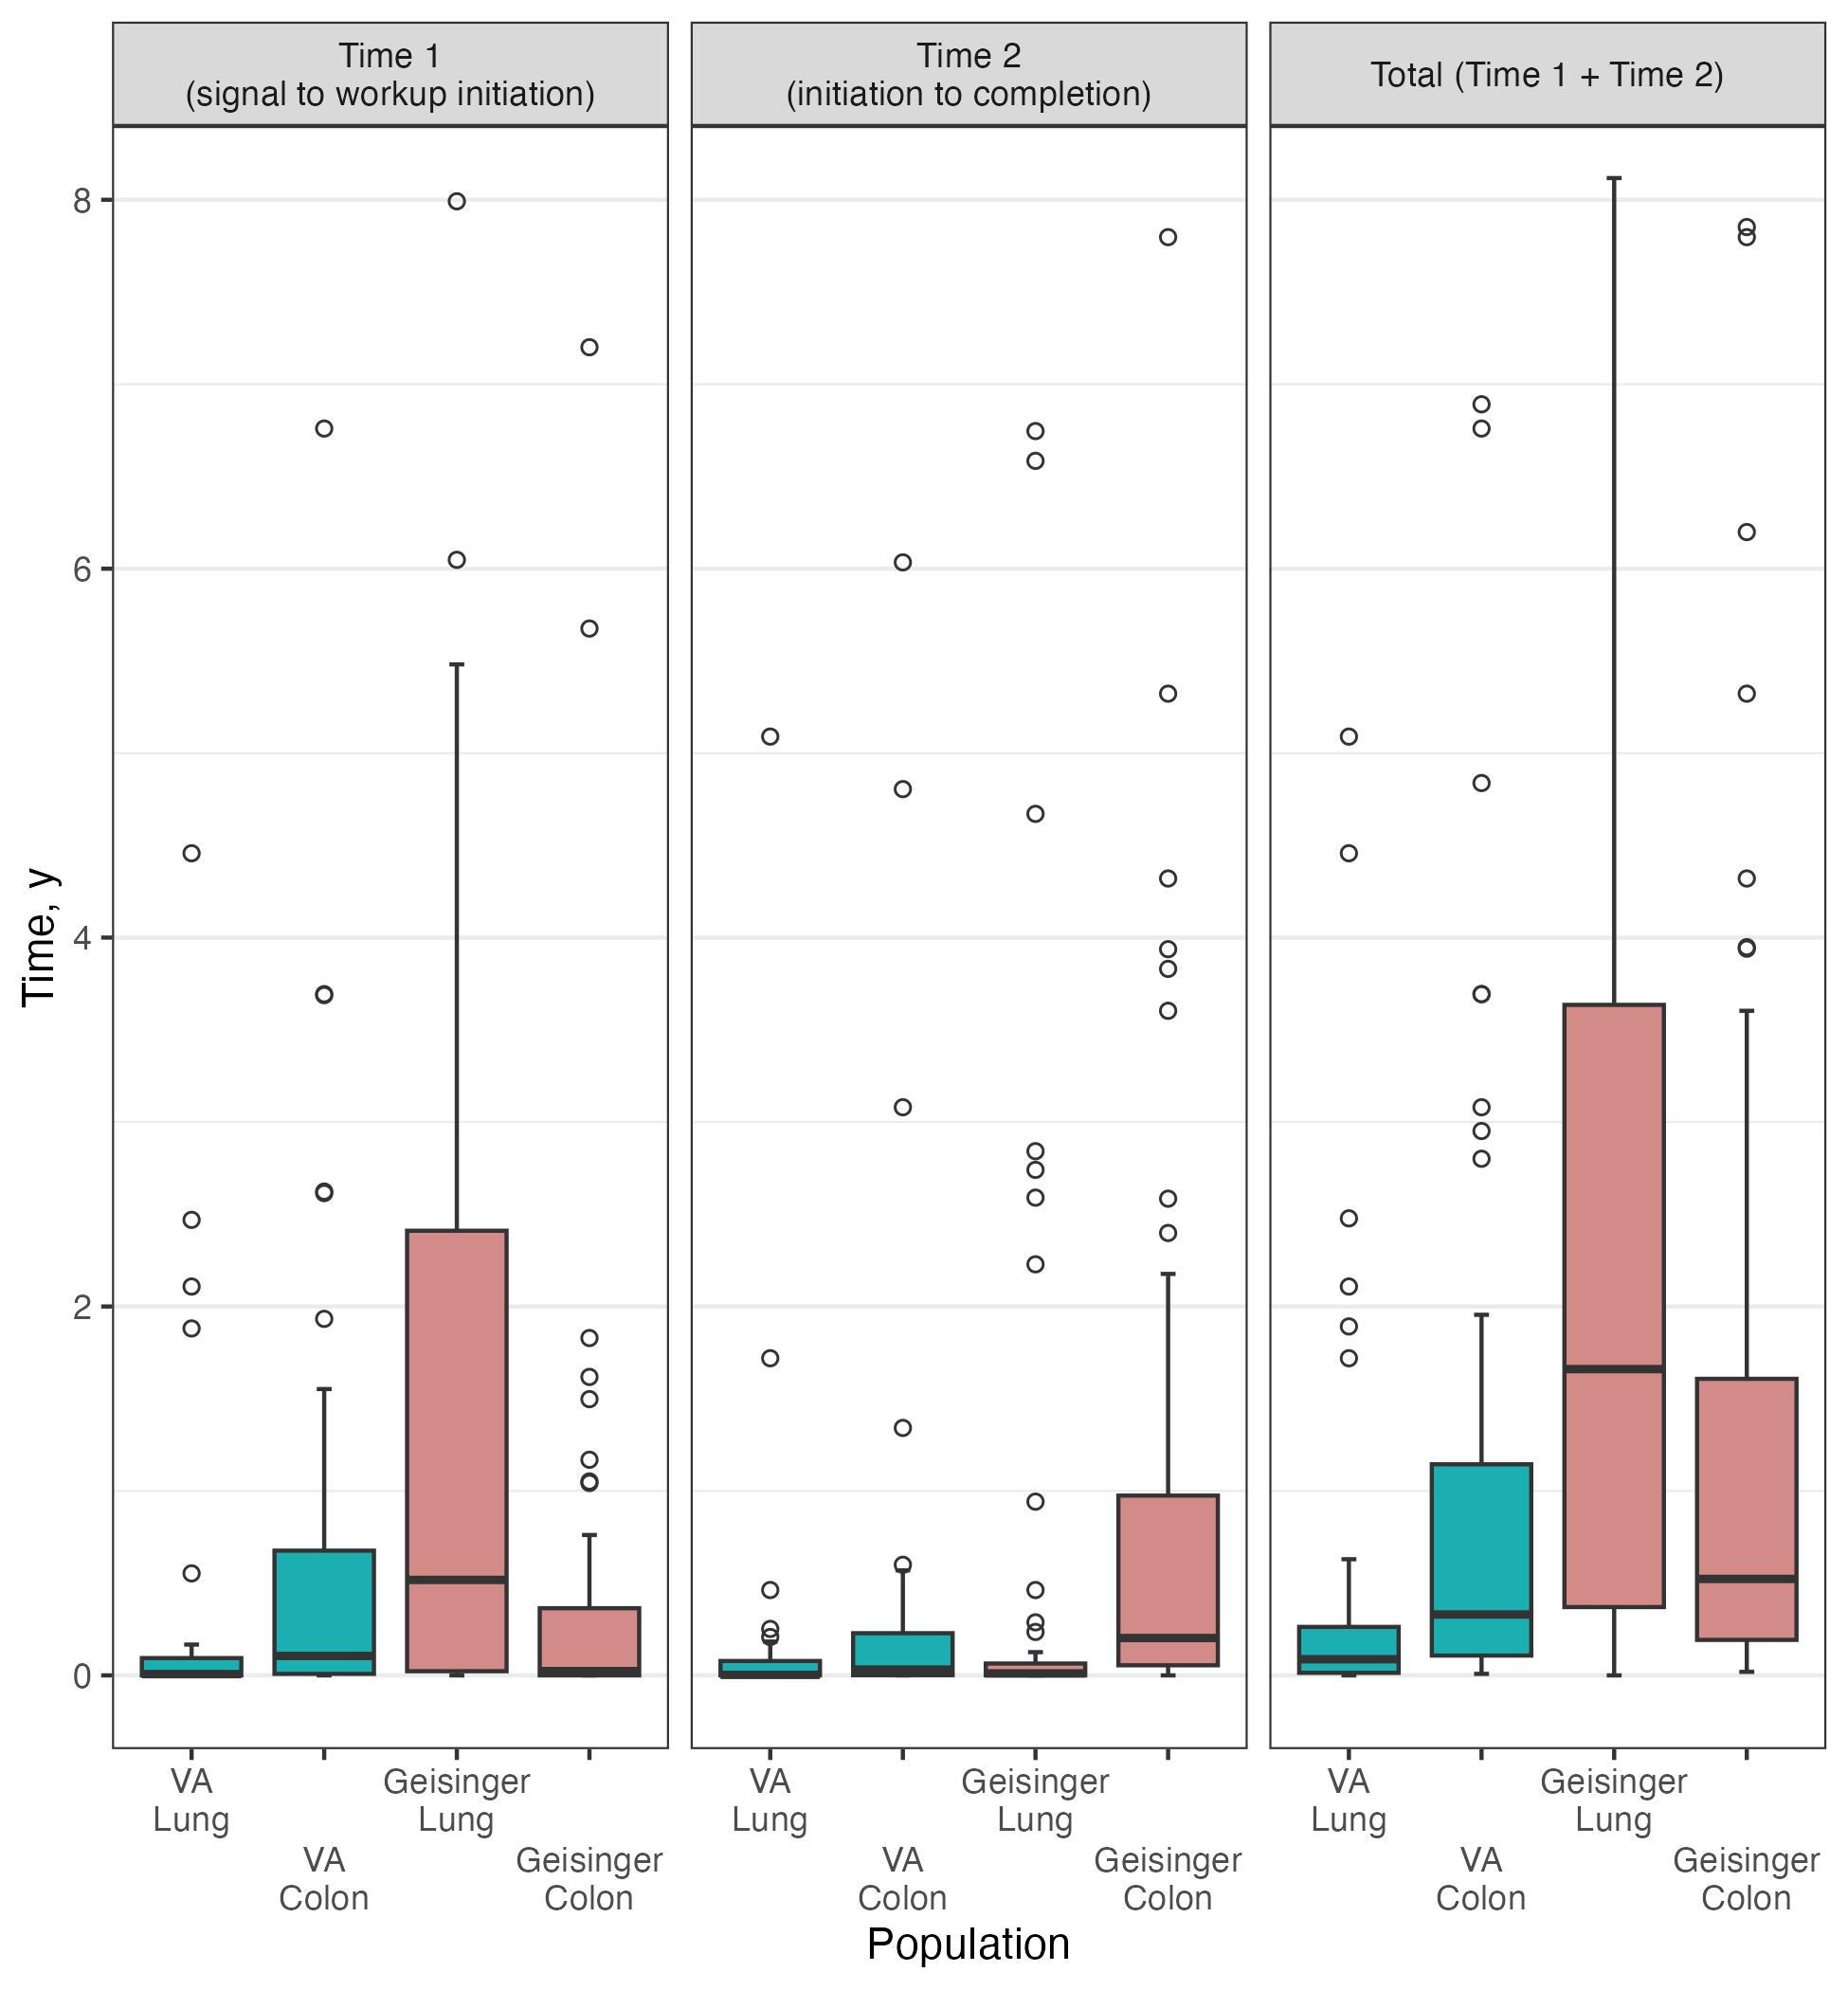 Time 1
(signal to workup initiation)
Time 2
(initiation to completion)
Total (Time 1 + Time 2)
Time, y
8
6
4
2
0
VA
Lung
VA
Colon
Geisinger
Lung
Geisinger
Colon
VA
Lung
VA
Colon
Geisinger
Lung
Geisinger
Colon
VA
Lung
VA
Colon
Geisinger
Lung
Geisinger
Colon
Population